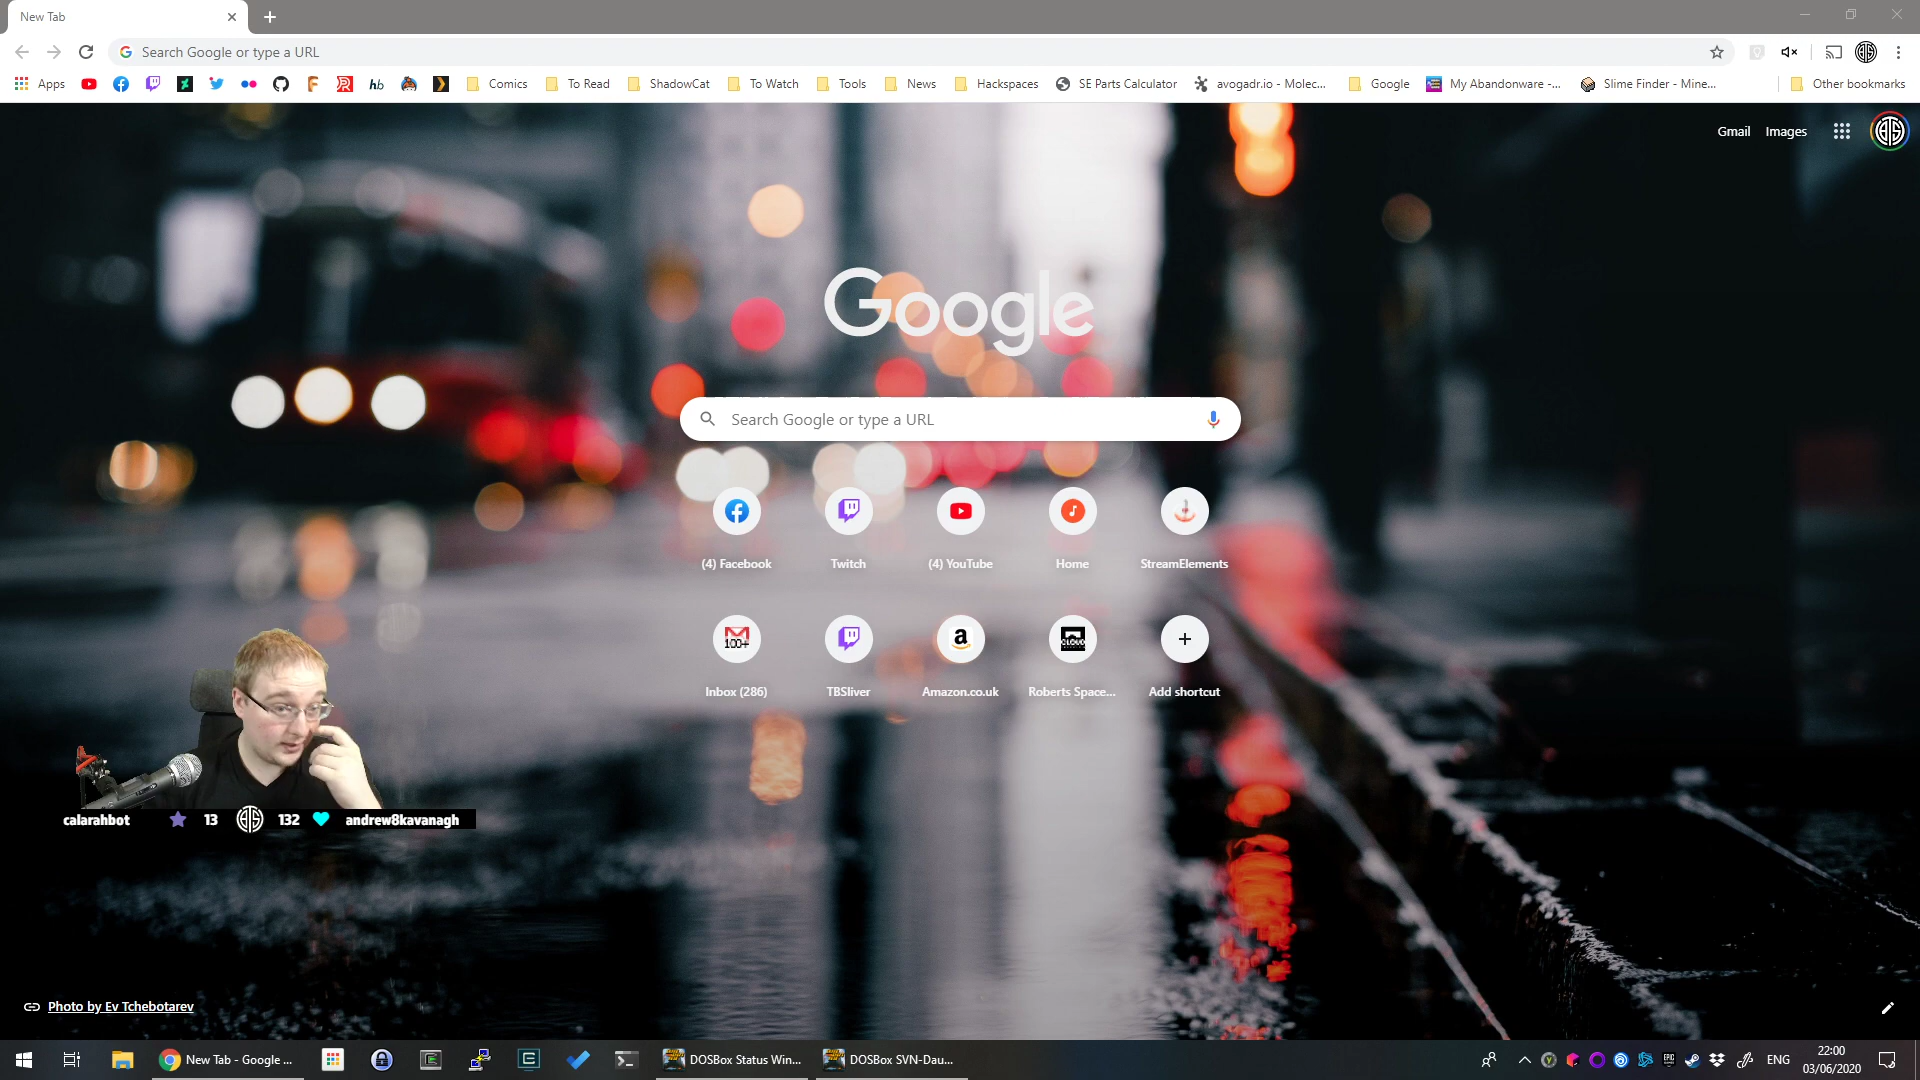 New Tab
Search Google or type a URL
Apps
hb
Comics
To Read
ShadowCat
To Watch
Tools
News
Hackspaces
SE Parts Calculator
avogadr.io - Molec...
Google
My Abandonware -...
Slime Finder - Mine...
Other bookmarks
Gmail
Images
Google
Search Google or type a URL
(4) Facebook
Twitch
(4) YouTube
Home
StreamElements
100+
Inbox (286)
TBSliver
Amazon.co.uk
Roberts Space...
Add shortcut
calarahbot
13
132
andrew8kavanagh
Photo by Ev Tchebotarev
New Tab - Google ...
DOSBox Status Win...
DOSBox SVN-Dau...
ENG
22:00
03/06/2020